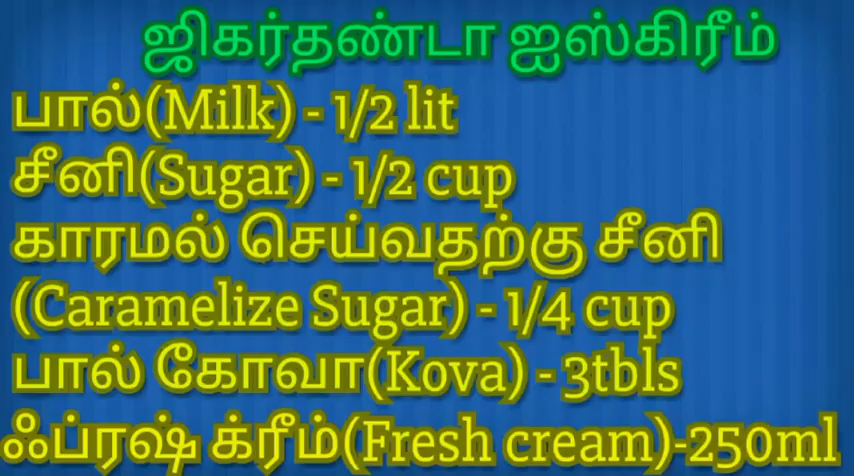 ஜிகர்தண்டா ஐஸ்கிரீம்
பால்(Milk) - 1/2 lit
சீனி(Sugar) - 1/2 cup
காரமல் செய்வதற்கு சீனி
(Caramelize Sugar) - 1/4 cup
பால் கோவா(Kova) - 3tbls
ஃப்ரஷ் க்ரீம்(Fresh cream)-250ml